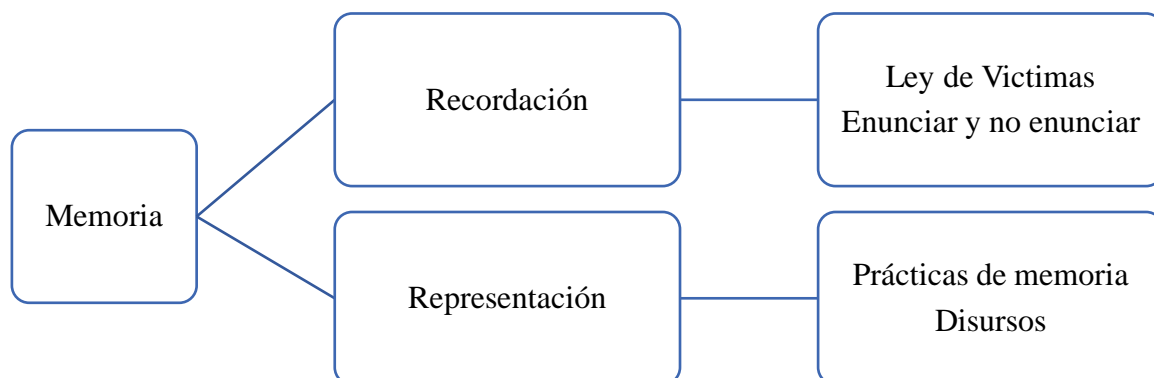 Memoria
Recordación
Ley de Victimas
Enunciar y no enunciar
Representación
Prácticas de memoria
Disursos